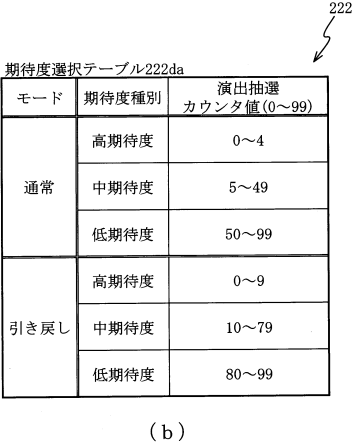 222
期待度選択テーブル222da
モード
期待度種別
演出抽選
カウンタ値(0～99)
通常
高期待度
0～4
中期待度
5～49
低期待度
50～99
引き戻し
高期待度
0～9
中期待度
10～79
低期待度
80～99
(b)